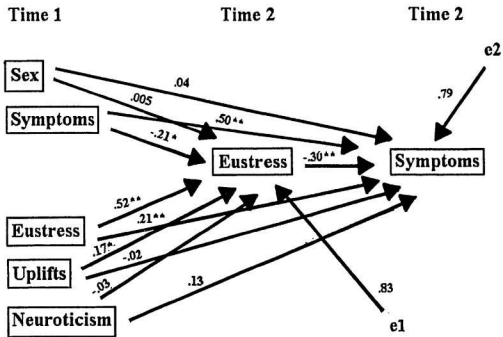 Time 1 Time 2 Time 2
e2
Sex
.04
.79
.005
Symptoms
.50**
-.21*
Eustress
-.30**
Symptoms
.52**
.21**
Eustress
.17*
-.02
Uplifts
-.03
.13
.83
Neuroticism
e1